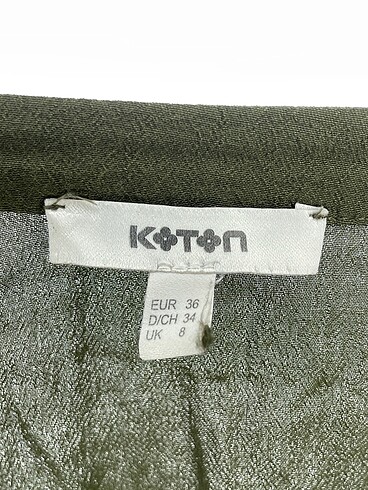 KOTON
EUR 36
D/CH 34
UK 8